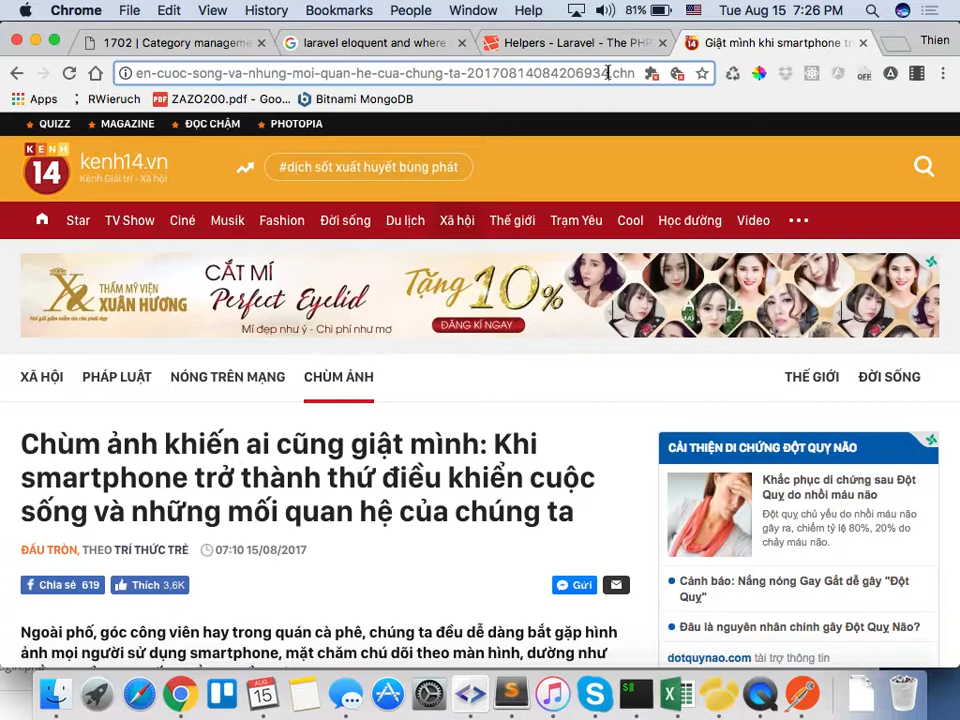 Chrome File Edit View History Bookmarks People Window Help 81% Tue Aug 15 7:26 PM
1702 | Category manageme
laravel eloquent and where
Helpers - Laravel - The PHP
Giật mình khi smartphone tr
Thien
en-cuoc-song-va-nhung-moi-quan-he-cua-chung-ta-20170814084206934.chn
OFF
Apps RWieruch ZAZO200.pdf - Goo... Bitnami MongoDB
QUIZZ MAGAZINE ĐỌC CHẬM PHOTOPIA
KENH
14
kenh14.vn
Kênh Giải trí - Xã hội
#dịch sốt xuất huyết bùng phát
Star TV Show Ciné Musik Fashion Đời sống Du lịch Xã hội Thế giới Trạm Yêu Cool Học đường Video
THẨM MỸ VIỆN
XUÂN HƯƠNG
Nơi gửi gắm niềm tin của phái đẹp
CẮT MÍ
Perfect Eyelid
Mí đẹp như ý - Chi phí như mơ
Tặng 10%
ĐĂNG KÍ NGAY
XÃ HỘI PHÁP LUẬT NÓNG TRÊN MẠNG CHÙM ẢNH THẾ GIỚI ĐỜI SỐNG
Chùm ảnh khiến ai cũng giật mình: Khi
smartphone trở thành thứ điều khiển cuộc
sống và những mối quan hệ của chúng ta
ĐẦU TRÒN, THEO TRÍ THỨC TRẺ 07:10 15/08/2017
Chia sẻ 619 Thích 3,6K Gửi
Ngoài phố, góc công viên hay trong quán cà phê, chúng ta đều dễ dàng bắt gặp hình
ảnh mọi người sử dụng smartphone, mặt chăm chú dõi theo màn hình, dường như
CẢI THIỆN DI CHỨNG ĐỘT QUỴ NÃO
Khắc phục di chứng sau Đột
Quỵ do nhồi máu não
Đột quỵ chủ yếu do nhồi máu não
gây ra, chiếm tỷ lệ 80%, 20% do
chảy máu não.
Cảnh báo: Nắng nóng Gay Gắt dễ gây "Đột
Quỵ"
Đâu là nguyên nhân chính gây Đột Quỵ Não?
dotquynao.com tài trợ thông tin
AUG
15